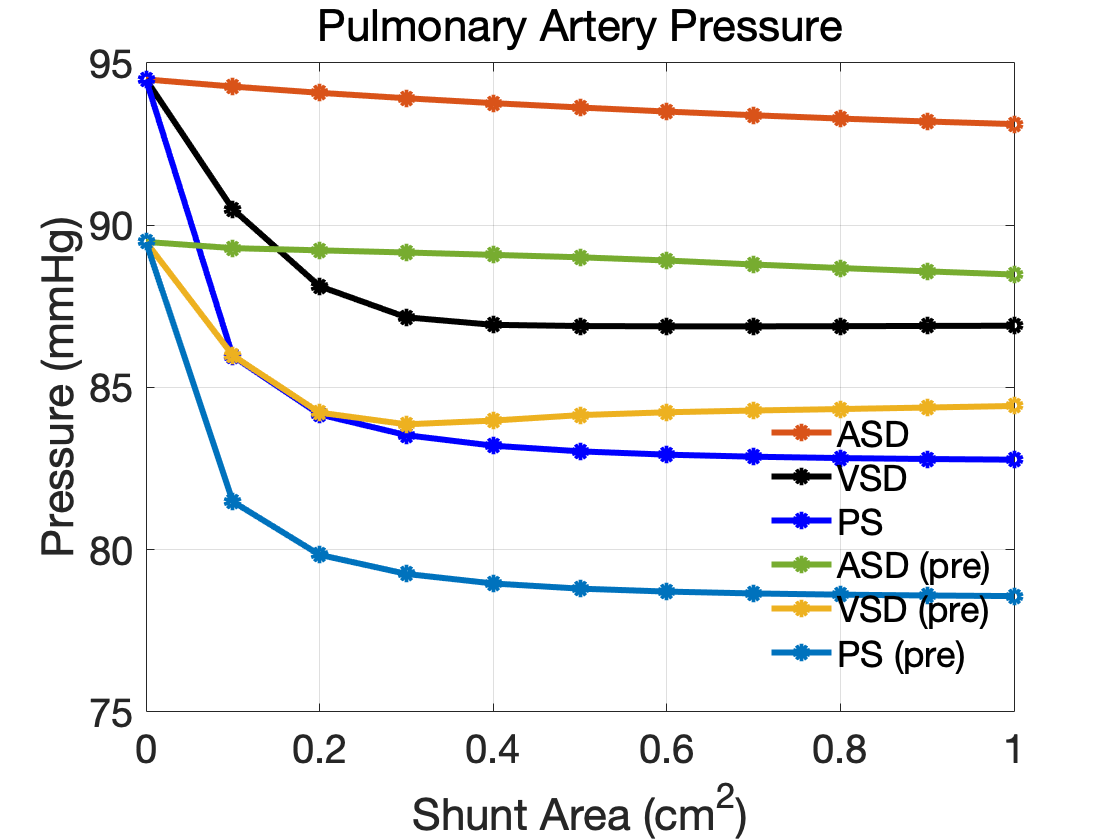 Pulmonary Artery Pressure
95
90
85
80
75
Pressure (mmHg)
ASD
VSD
PS
ASD (pre)
VSD (pre)
PS (pre)
0 0.2 0.4 0.6 0.8 1
Shunt Area (cm²)